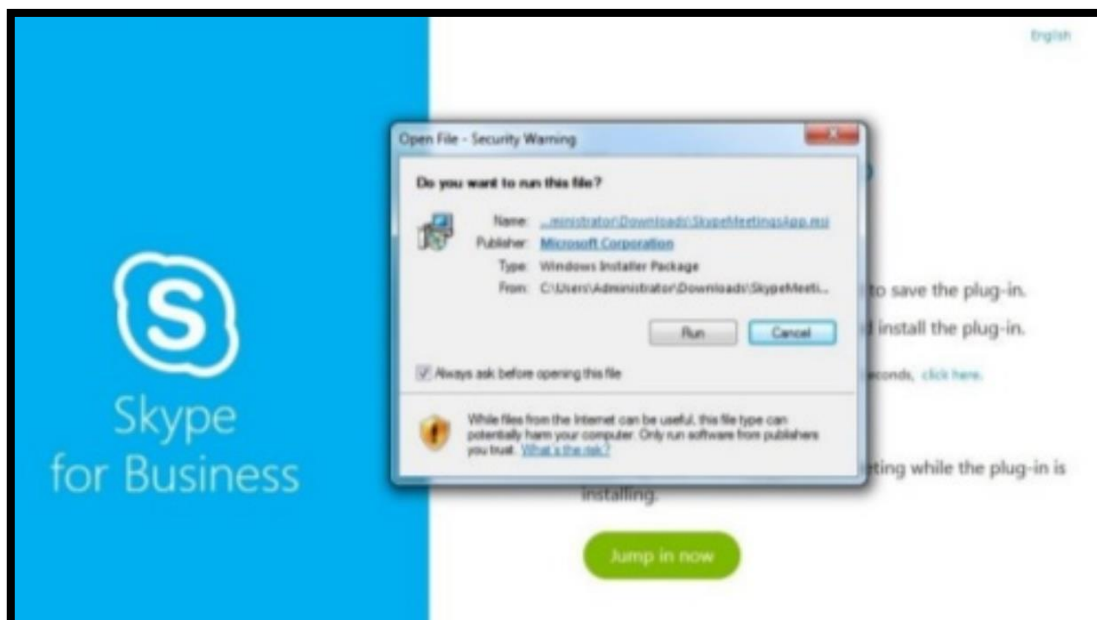 English
Open File - Security Warning
Do you want to run this file?
Name: ...ministrator\Downloads\SkypeMeetingsApp.msi
Publisher: Microsoft Corporation
Type: Windows Installer Package
From: C:\Users\Administrator\Downloads\SkypeMeeti...
to save the plug-in.
Run Cancel
install the plug-in.
Always ask before opening this file
seconds, click here.
S
Skype
for Business
While files from the Internet can be useful, this file type can
potentially harm your computer. Only run software from publishers
you trust. What's the risk?
eting while the plug-in is
installing.
Jump in now